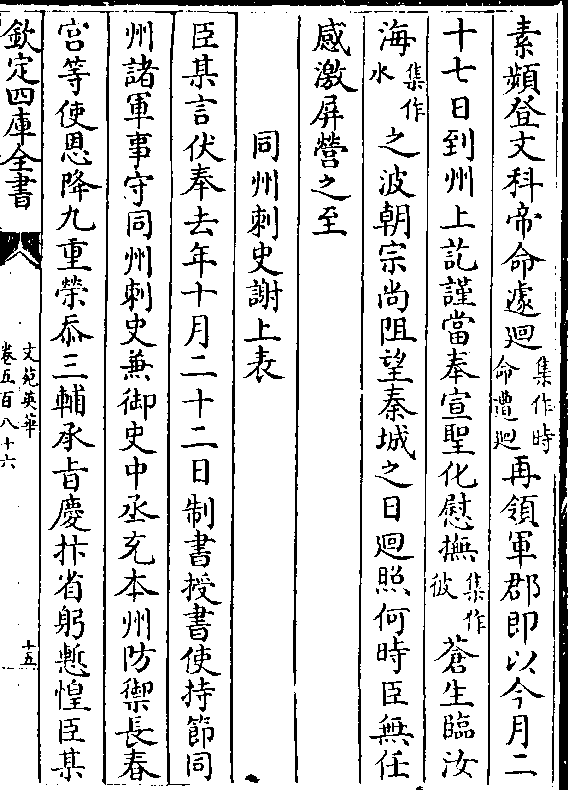 素頻登文科帝命遽迴集作時命遭迴再領軍郡即以今月二
十七日到州上訖謹當奉宣聖化慰撫集作彼蒼生臨汝
海集作水之波朝宗尚阻望秦城之日迴照何時臣無任
感激屏營之至
同州刺史謝上表
臣某言伏奉去年十月二十二日制書授書使持節同
州諸軍事守同州刺史兼御史中丞充本州防禦長春
宫等使恩降九重榮忝三輔承㫖慶抃省躬慙惶臣某
欽定四庫全書
文苑英華
卷五百八十六
十五